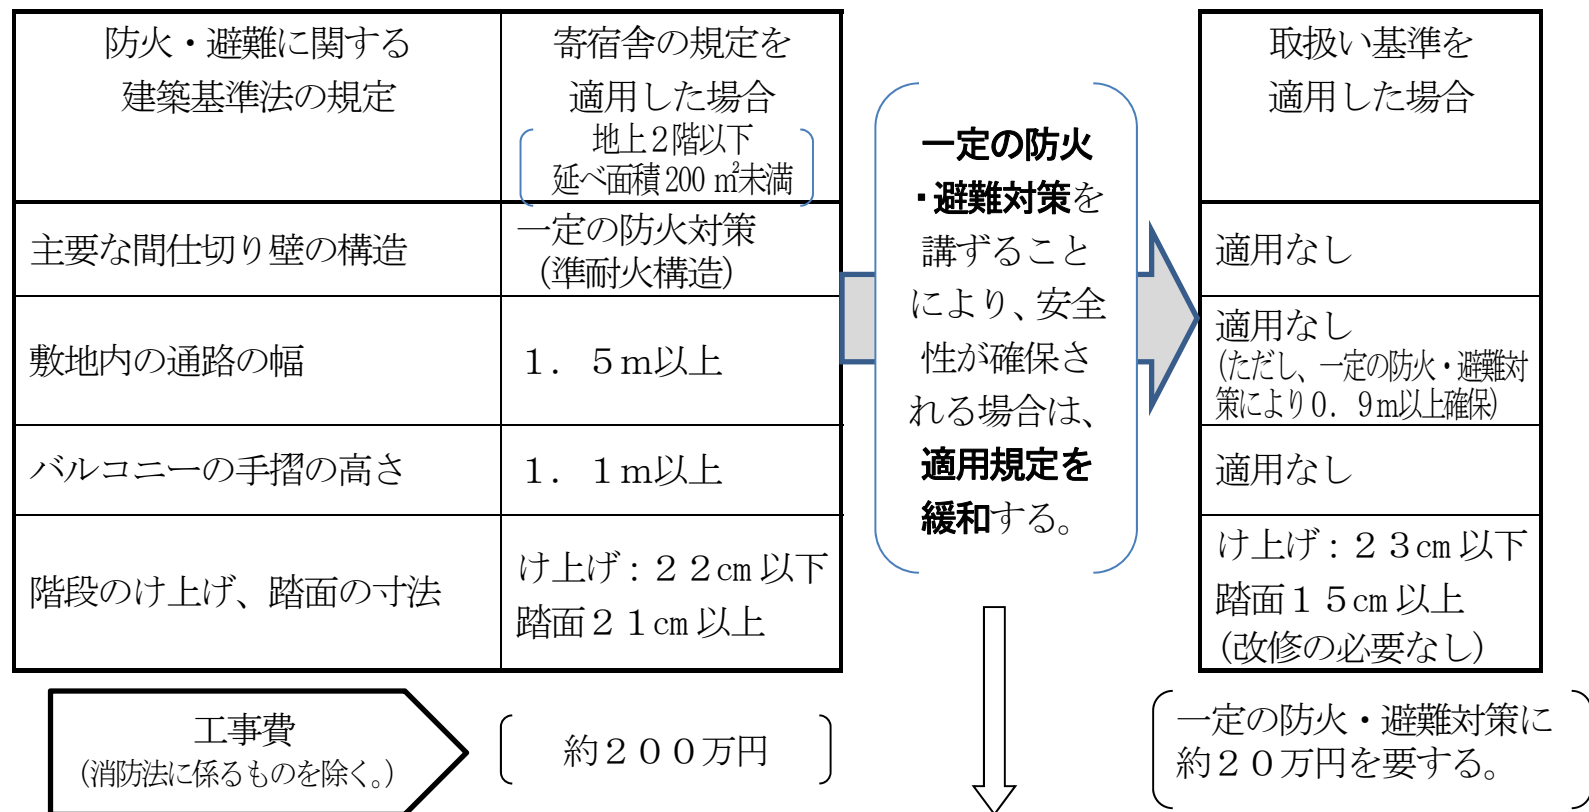 防火・避難に関する
建築基準法の規定
寄宿舎の規定を
適用した場合
地上２階以下
延べ面積200 ㎡未満
主要な間仕切り壁の構造
一定の防火対策
（準耐火構造）
敷地内の通路の幅
１．５ｍ以上
バルコニーの手摺の高さ
１．１ｍ以上
階段のけ上げ、踏面の寸法
け上げ：２２㎝以下
踏面２１㎝以上
一定の防火
・避難対策を
講ずること
により、安全
性が確保さ
れる場合は、
適用規定を
緩和する。
取扱い基準を
適用した場合
適用なし
適用なし
（ただし、一定の防火・避難対
策により０．９ｍ以上確保）
適用なし
け上げ：２３㎝以下
踏面１５㎝以上
（改修の必要なし）
工事費
（消防法に係るものを除く。）
約２００万円
一定の防火・避難対策に
約２０万円を要する。